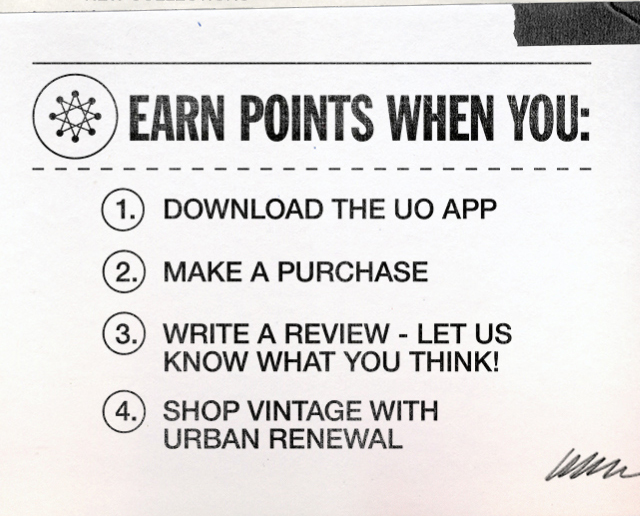 EARN POINTS WHEN YOU:
1. DOWNLOAD THE UO APP
2. MAKE A PURCHASE
3. WRITE A REVIEW - LET US
KNOW WHAT YOU THINK!
4. SHOP VINTAGE WITH
URBAN RENEWAL